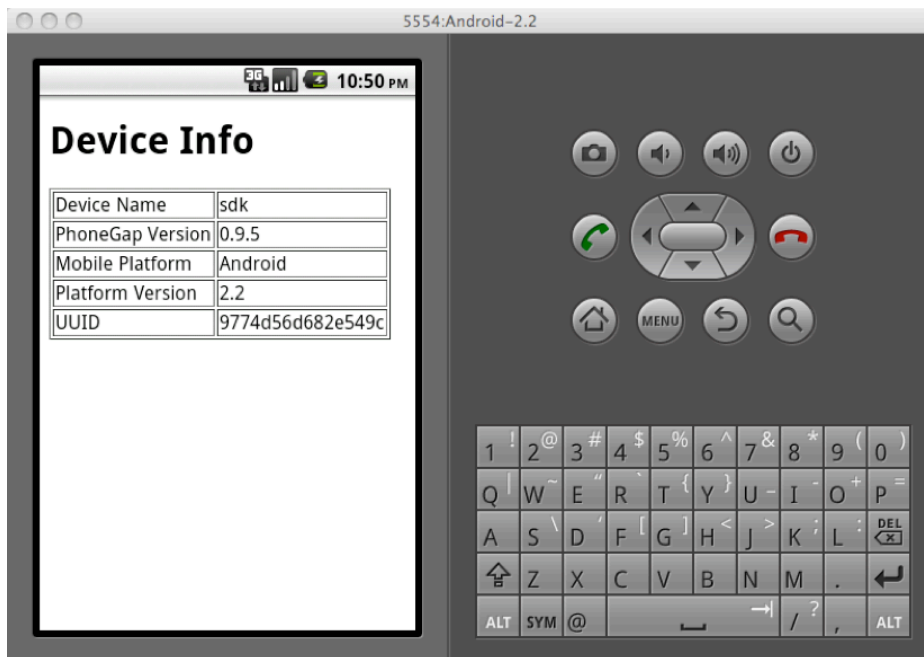 5554:Android-2.2
3G 10:50 PM
Device Info
Device Name sdk
PhoneGap Version 0.9.5
Mobile Platform Android
Platform Version 2.2
UUID 9774d56d682e549c
MENU
1 ! 2 @ 3 # 4 $ 5 % 6 ^ 7 & 8 * 9 ( 0 )
Q | W ~ E " R ` T { Y } U - I - O + P =
A S \ D ' F [ G ] H < J > K ; L : DEL
Z X C V B N M .
ALT SYM @ / ? , ALT